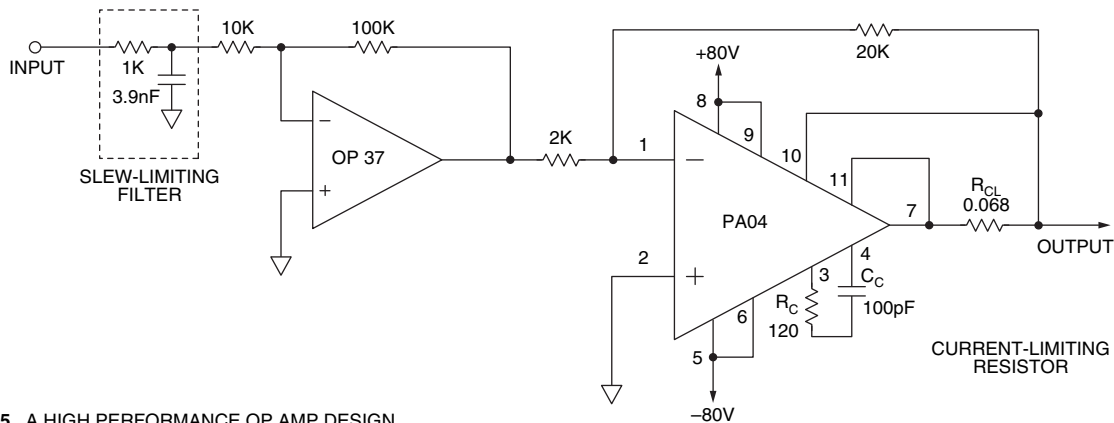 INPUT
1K
3.9nF
SLEW-LIMITING
FILTER
10K
100K
–
+
OP 37
2K
20K
+80V
8
9
10
11
1
–
PA04
7
R_CL
0.068
OUTPUT
2
+
3
4
R_C
120
C_C
100pF
5
6
–80V
CURRENT-LIMITING
RESISTOR
5. A HIGH PERFORMANCE OP AMP DESIGN